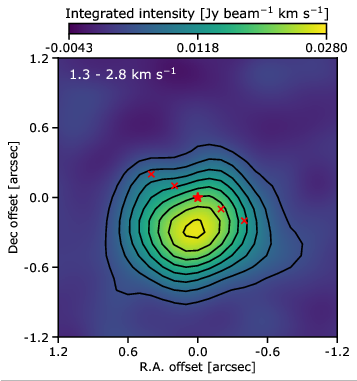 Integrated intensity [Jy beam⁻¹ km s⁻¹]
-0.0043 0.0118 0.0280
1.3 - 2.8 km s⁻¹
1.2
0.6
0.0
-0.6
-1.2
Dec offset [arcsec]
1.2 0.6 0.0 -0.6 -1.2
R.A. offset [arcsec]